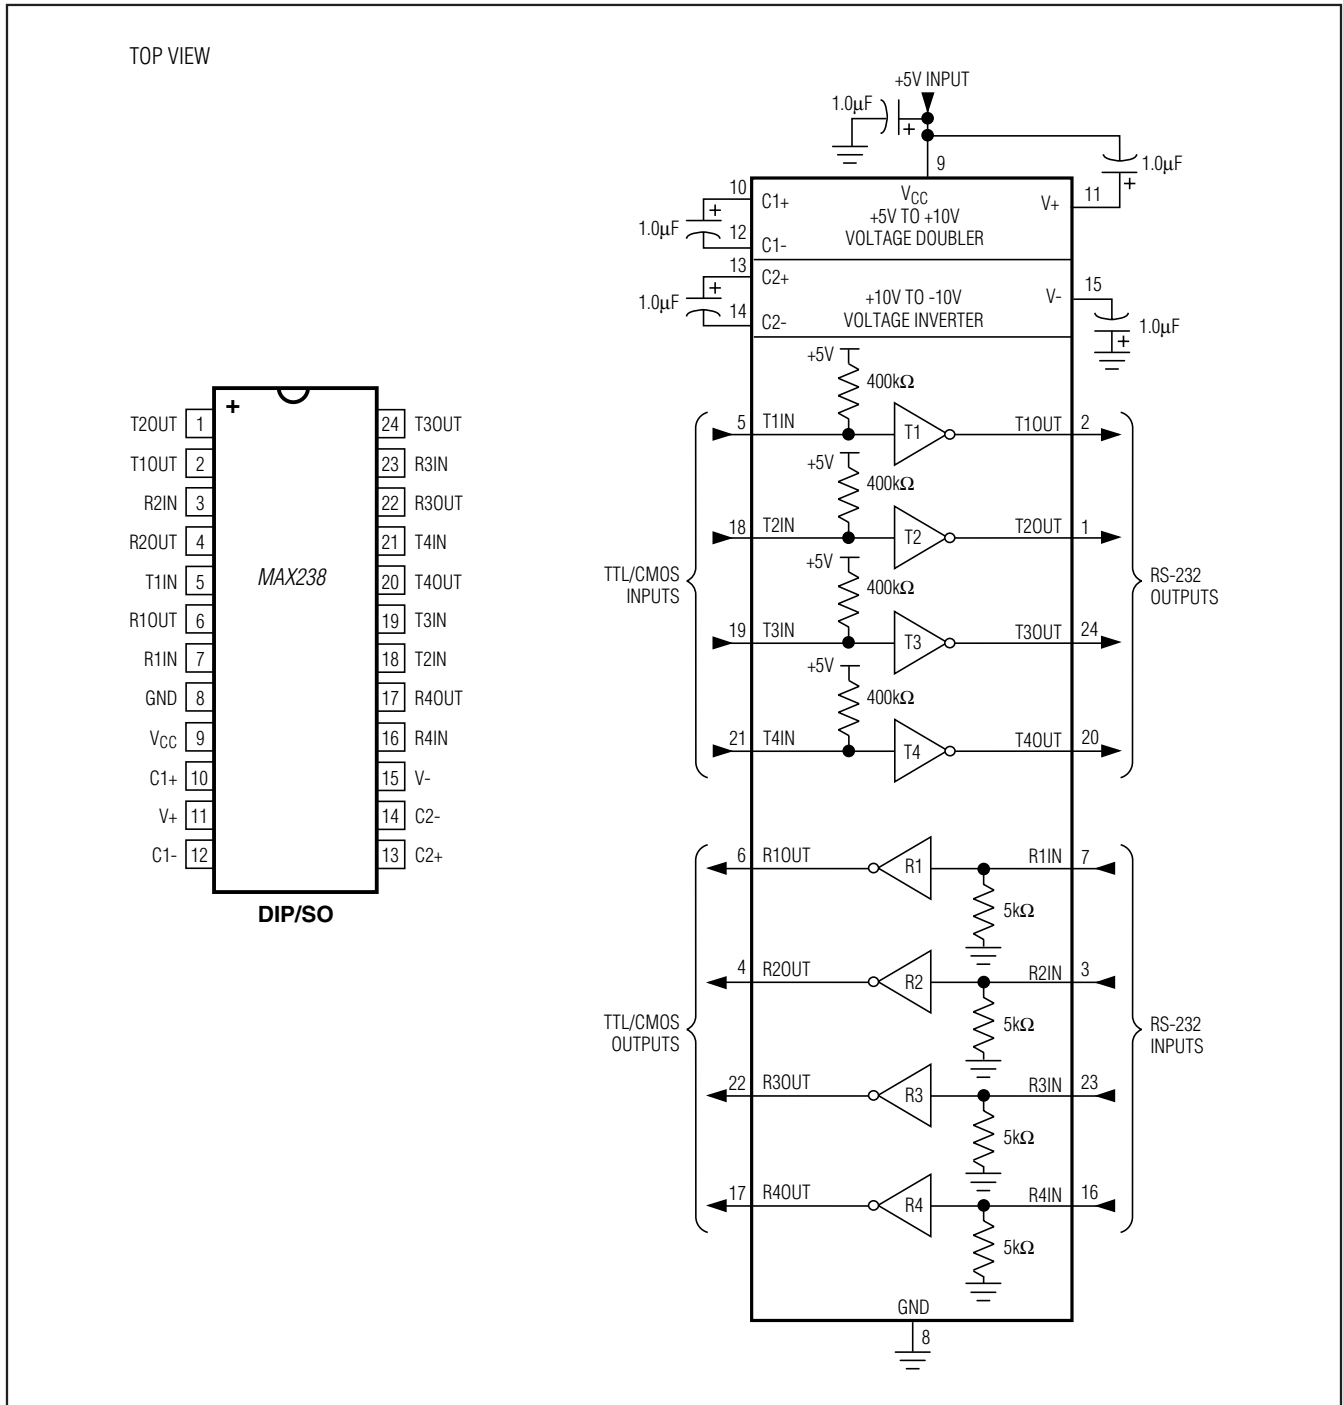 TOP VIEW
+
MAX238
T2OUT 1
T1OUT 2
R2IN 3
R2OUT 4
T1IN 5
R1OUT 6
R1IN 7
GND 8
VCC 9
C1+ 10
V+ 11
C1- 12
24 T3OUT
23 R3IN
22 R3OUT
21 T4IN
20 T4OUT
19 T3IN
18 T2IN
17 R4OUT
16 R4IN
15 V-
14 C2-
13 C2+
DIP/SO
+5V INPUT
1.0µF
+
9
1.0µF
+
10
C1+
VCC
+5V TO +10V
VOLTAGE DOUBLER
V+
11
1.0µF
+
12
C1-
13
C2+
+10V TO -10V
VOLTAGE INVERTER
V-
15
1.0µF
+
14
C2-
1.0µF
+
+5V
400kΩ
5 T1IN
T1
T1OUT 2
+5V
400kΩ
18 T2IN
T2
T2OUT 1
TTL/CMOS
INPUTS
RS-232
OUTPUTS
+5V
400kΩ
19 T3IN
T3
T3OUT 24
+5V
400kΩ
21 T4IN
T4
T4OUT 20
6 R1OUT
R1
R1IN 7
5kΩ
4 R2OUT
R2
R2IN 3
5kΩ
TTL/CMOS
OUTPUTS
RS-232
INPUTS
22 R3OUT
R3
R3IN 23
5kΩ
17 R4OUT
R4
R4IN 16
5kΩ
GND
8